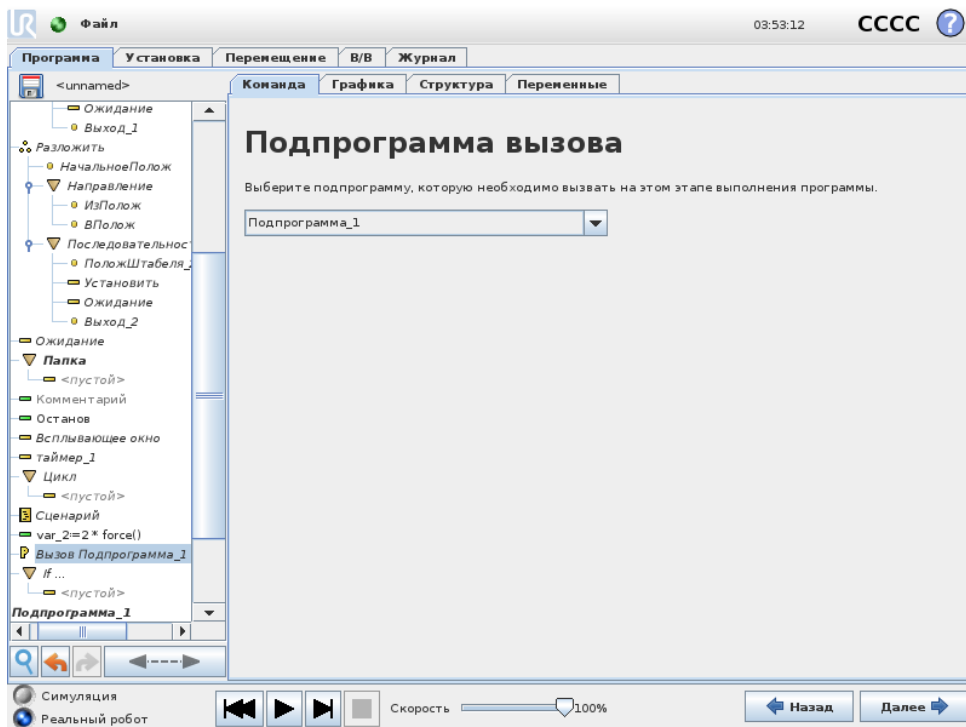 UR Файл 03:53:12 CCCC ?
Программа Установка Перемещение В/В Журнал
<unnamed>
Команда Графика Структура Переменные
Ожидание
Выход_1
Разложить
НачальноеПолож
Направление
ИзПолож
ВПолож
Последовательнос
ПоложШтабеля_
Установить
Ожидание
Выход_2
Ожидание
Папка
<пустой>
Комментарий
Останов
Всплывающее окно
таймер_1
Цикл
<пустой>
Сценарий
var_2:=2 * force()
Вызов Подпрограмма_1
If ...
<пустой>
Подпрограмма_1
Подпрограмма вызова
Выберите подпрограмму, которую необходимо вызвать на этом этапе выполнения программы.
Подпрограмма_1
Симуляция
Реальный робот
Скорость 100%
Назад Далее